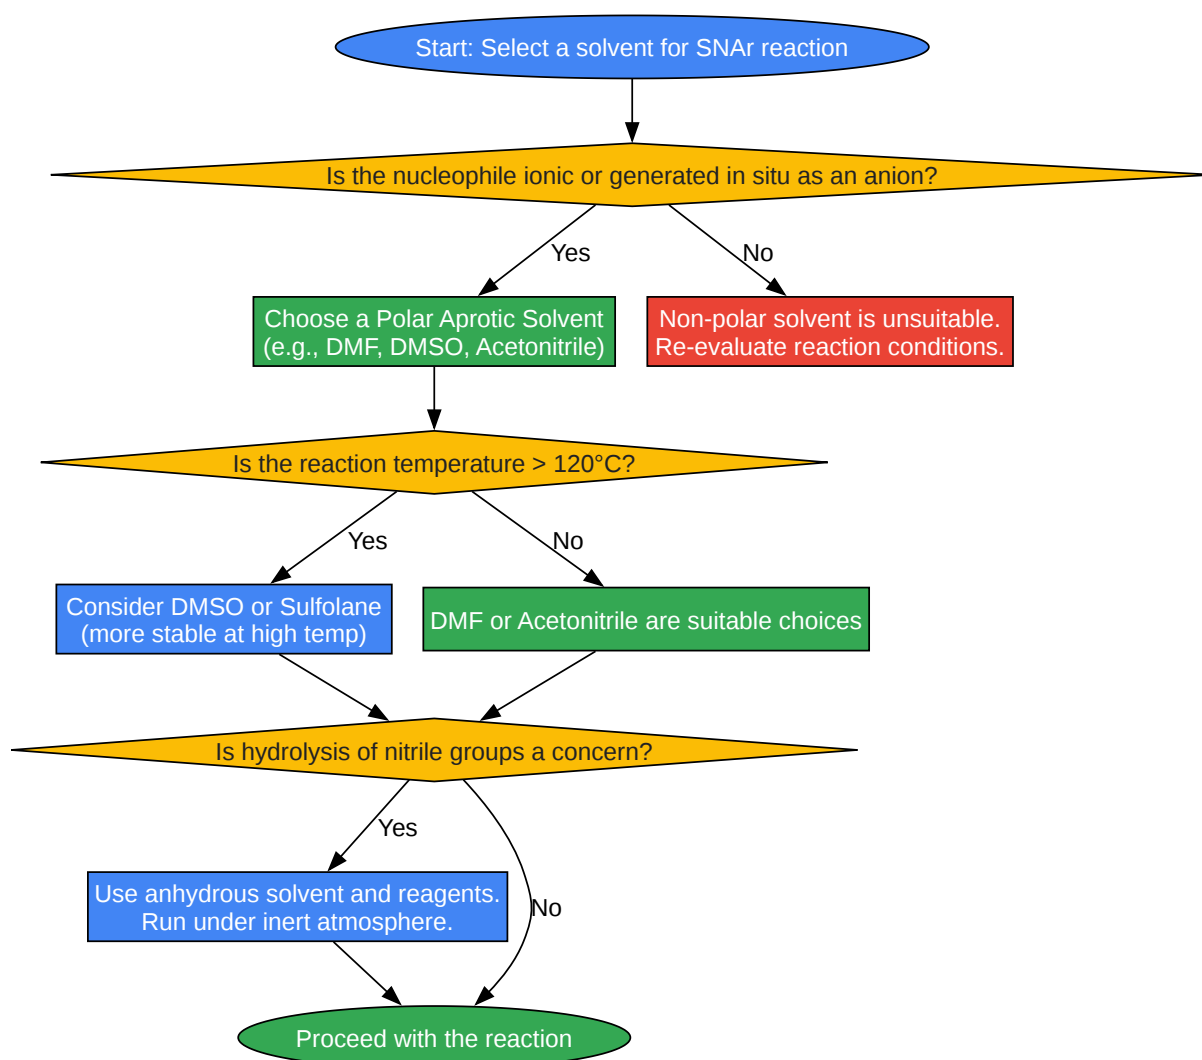 Start: Select a solvent for SNAr reaction
Is the nucleophile ionic or generated in situ as an anion?
Yes
No
Choose a Polar Aprotic Solvent
(e.g., DMF, DMSO, Acetonitrile)
Non-polar solvent is unsuitable.
Re-evaluate reaction conditions.
Is the reaction temperature > 120°C?
Yes
No
Consider DMSO or Sulfolane
(more stable at high temp)
DMF or Acetonitrile are suitable choices
Is hydrolysis of nitrile groups a concern?
Yes
Use anhydrous solvent and reagents.
Run under inert atmosphere.
No
Proceed with the reaction